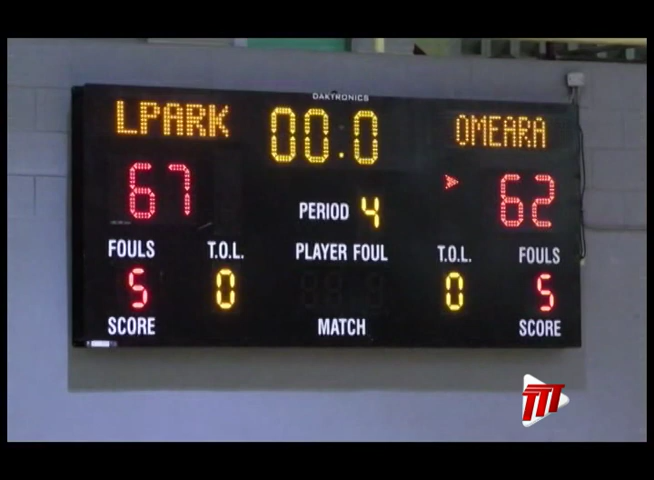 DAKTRONICS
LPARK 00.0 OMEARA
67 62
PERIOD 4
FOULS T.O.L. PLAYER FOUL T.O.L. FOULS
5 0 0 5
SCORE MATCH SCORE
TTT